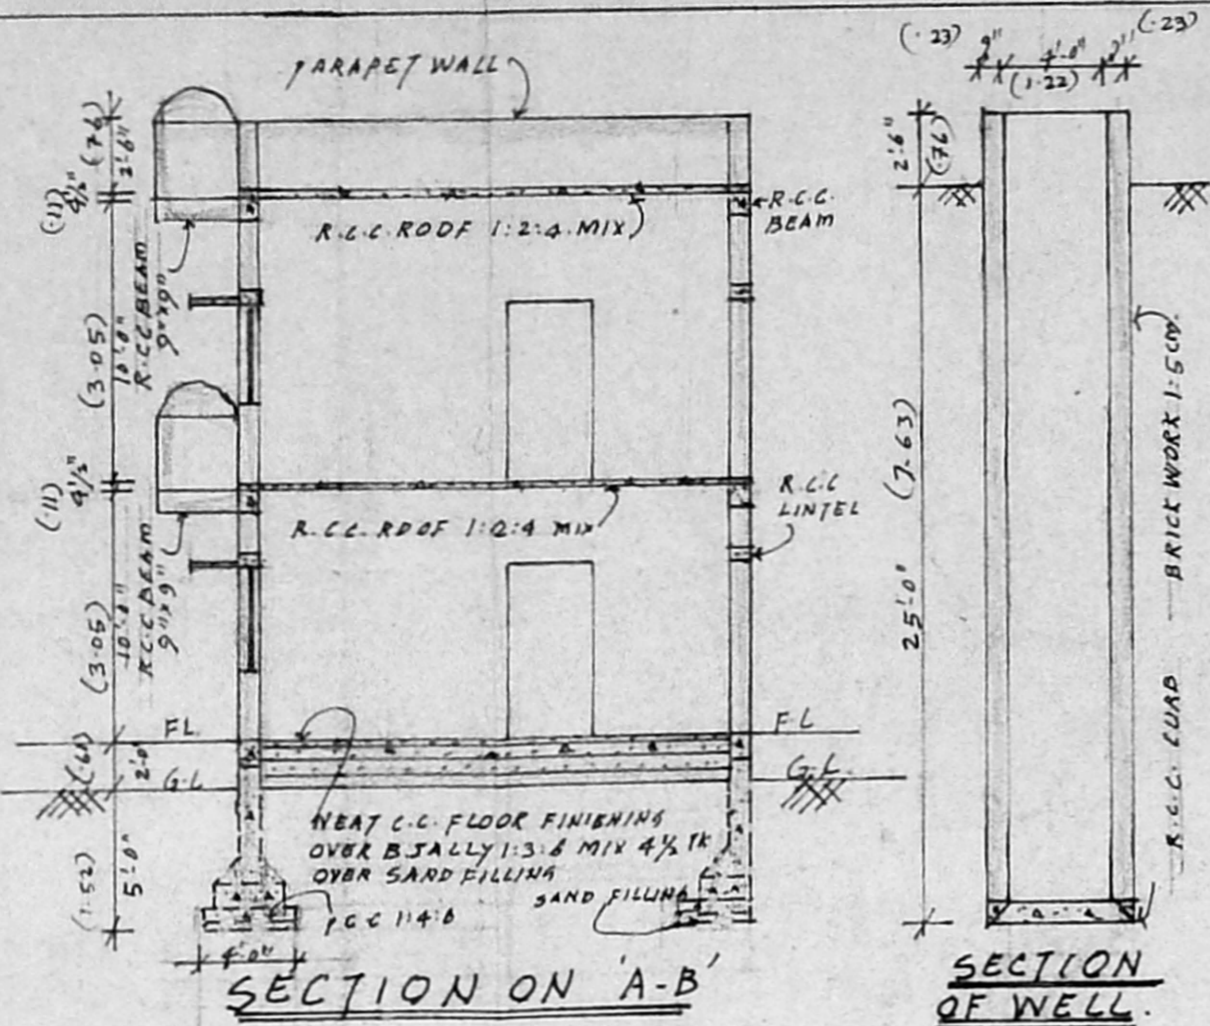 PARAPET WALL
(.76)
2'-6"
(.11)
4½"
R.C.C. ROOF 1:2:4. MIX
R.C.C.
BEAM
(3.05)
10'-0"
R.C.C BEAM
9"x9"
(.11)
4½"
R.C.C. ROOF 1:2:4 MIX
R.C.C
LINTEL
(3.05)
10'-0"
R.C.C BEAM
9"x9"
F.L
F.L
(.61)
2'-0"
G.L
G.L.
NEAT C.C. FLOOR FINISHING
OVER B JALLY 1:3:6 MIX 4½ TK
OVER SAND FILLING
SAND FILLING
P.C.C 1:4:8
(1.52)
5'-0"
4'-0"
SECTION ON 'A-B'
(.23) 9" 4'-0" 9" (.23)
(1.22)
2'-6"
(.76)
(7.63)
25'-0"
BRICK WORK 1:5 CM.
R.C.C. CURB
SECTION
OF WELL.